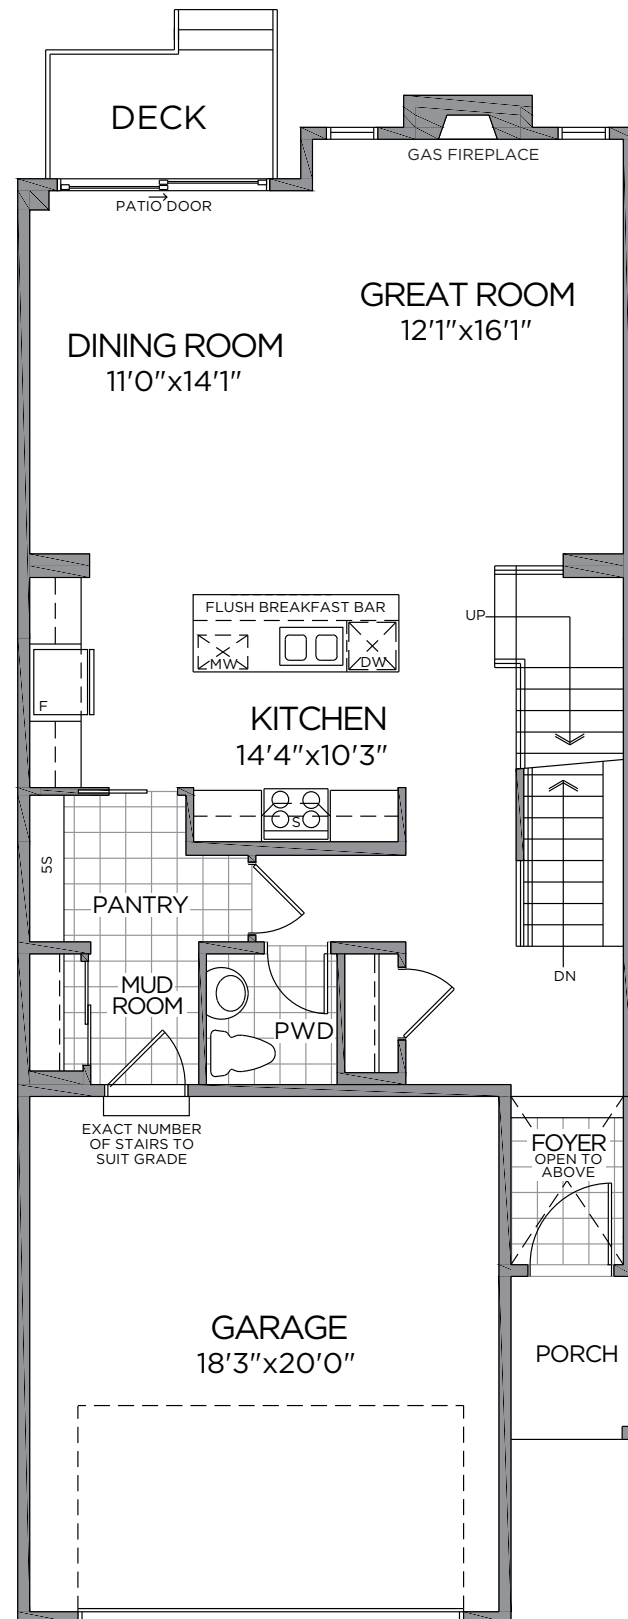 DECK
GAS FIREPLACE
PATIO DOOR
GREAT ROOM
12'1"x16'1"
DINING ROOM
11'0"x14'1"
FLUSH BREAKFAST BAR
UP
MW
DW
F
KITCHEN
14'4"x10'3"
S
5S
PANTRY
DN
MUD
ROOM
PWD
EXACT NUMBER
OF STAIRS TO
SUIT GRADE
FOYER
OPEN TO
ABOVE
GARAGE
18'3"x20'0"
PORCH